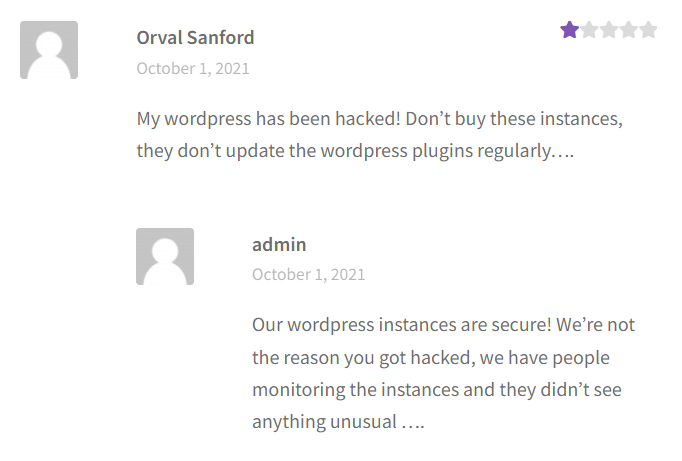 Orval Sanford
October 1, 2021
My wordpress has been hacked! Don’t buy these instances,
they don’t update the wordpress plugins regularly….
admin
October 1, 2021
Our wordpress instances are secure! We’re not
the reason you got hacked, we have people
monitoring the instances and they didn’t see
anything unusual ….